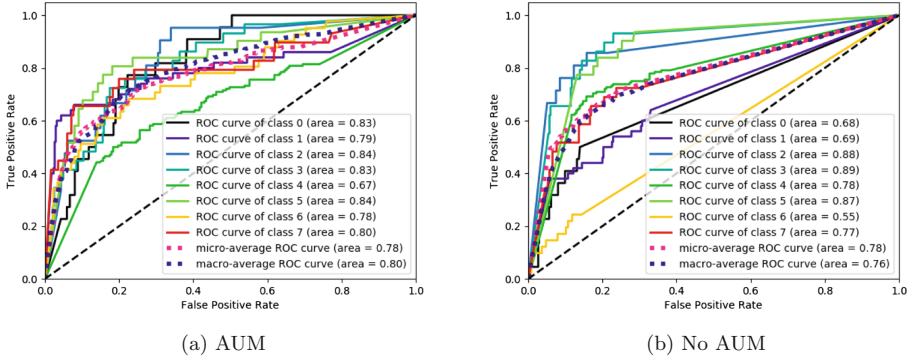 True Positive Rate
1.0
0.8
0.6
0.4
0.2
0.0
ROC curve of class 0 (area = 0.83)
ROC curve of class 1 (area = 0.79)
ROC curve of class 2 (area = 0.84)
ROC curve of class 3 (area = 0.83)
ROC curve of class 4 (area = 0.67)
ROC curve of class 5 (area = 0.84)
ROC curve of class 6 (area = 0.78)
ROC curve of class 7 (area = 0.80)
micro-average ROC curve (area = 0.78)
macro-average ROC curve (area = 0.80)
0.0 0.2 0.4 0.6 0.8 1.0
False Positive Rate
(a) AUM
True Positive Rate
1.0
0.8
0.6
0.4
0.2
0.0
ROC curve of class 0 (area = 0.68)
ROC curve of class 1 (area = 0.69)
ROC curve of class 2 (area = 0.88)
ROC curve of class 3 (area = 0.89)
ROC curve of class 4 (area = 0.78)
ROC curve of class 5 (area = 0.87)
ROC curve of class 6 (area = 0.55)
ROC curve of class 7 (area = 0.77)
micro-average ROC curve (area = 0.78)
macro-average ROC curve (area = 0.76)
0.0 0.2 0.4 0.6 0.8 1.0
False Positive Rate
(b) No AUM